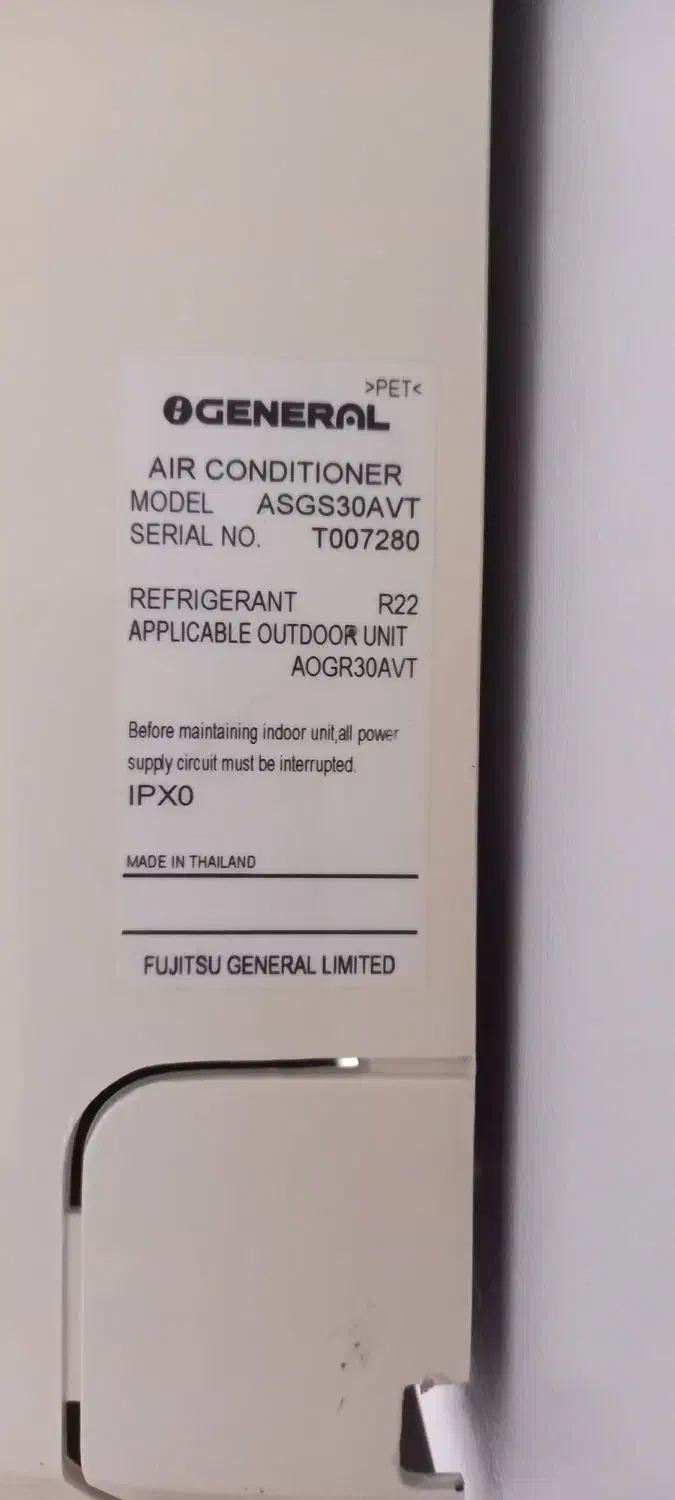 >PET<
GENERAL
AIR CONDITIONER
MODEL ASGS30AVT
SERIAL NO. T007280
REFRIGERANT R22
APPLICABLE OUTDOOR UNIT
AOGR30AVT
Before maintaining indoor unit,all power
supply circuit must be interrupted.
IPX0
MADE IN THAILAND
FUJITSU GENERAL LIMITED